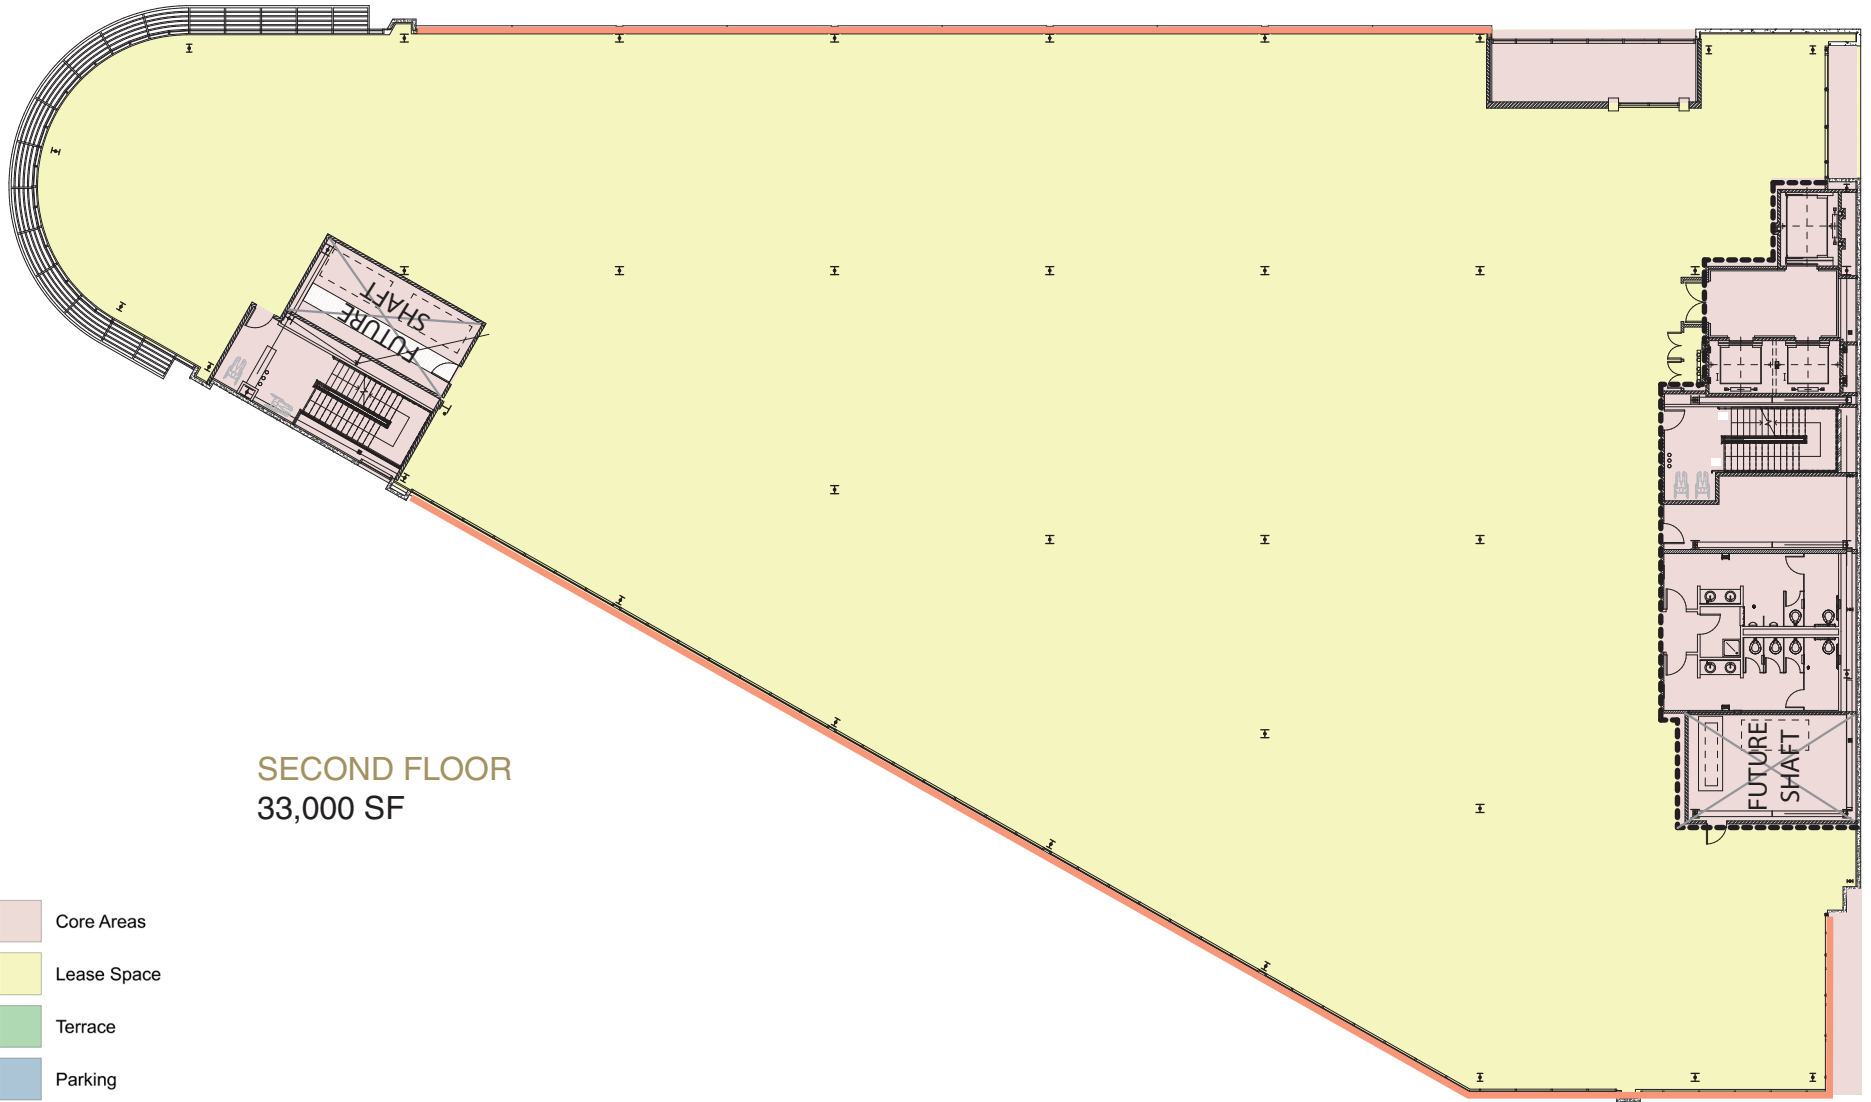 FUTURE
SHAFT
SECOND FLOOR
33,000 SF
FUTURE
SHAFT
Core Areas
Lease Space
Terrace
Parking